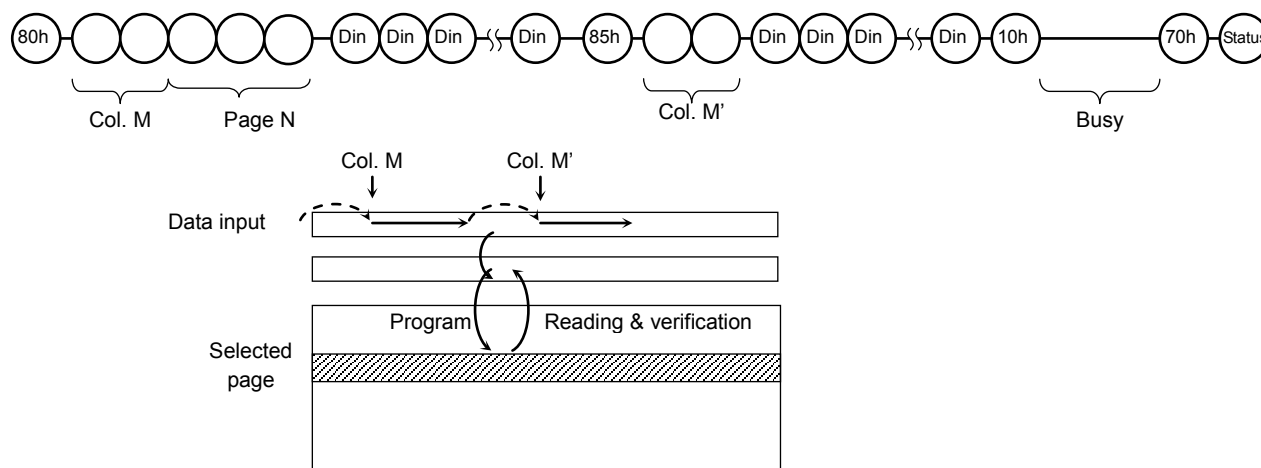 80h Din Din Din Din 85h Din Din Din Din 10h 70h Status
Col. M Page N Col. M’ Busy
Col. M Col. M’
Data input
Program Reading & verification
Selected
page